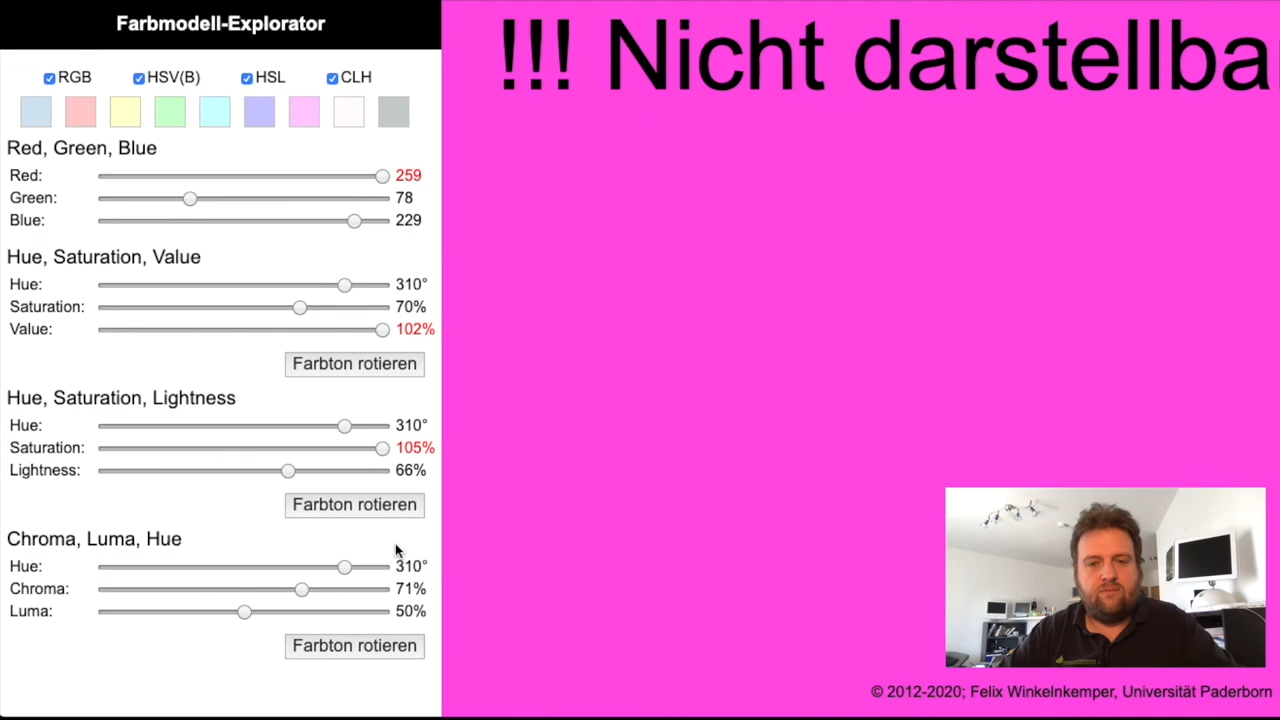 Farbmodell-Explorator
!!! Nicht darstellba
RGB HSV(B) HSL CLH
Red, Green, Blue
Red: 259
Green: 78
Blue: 229
Hue, Saturation, Value
Hue: 310°
Saturation: 70%
Value: 102%
Farbton rotieren
Hue, Saturation, Lightness
Hue: 310°
Saturation: 105%
Lightness: 66%
Farbton rotieren
Chroma, Luma, Hue
Hue: 310°
Chroma: 71%
Luma: 50%
Farbton rotieren
© 2012-2020; Felix Winkelnkemper, Universität Paderborn